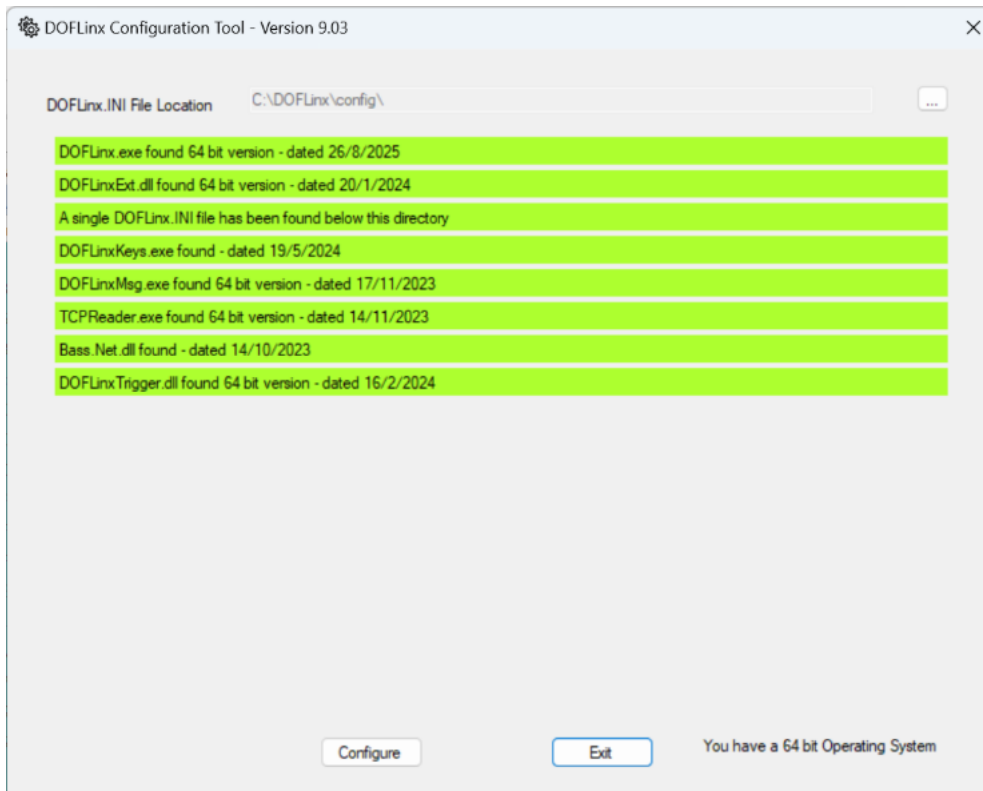 DOFLinx Configuration Tool - Version 9.03
DOFLinx.INI File Location
C:\DOFLinx\config\
...
DOFLinx.exe found 64 bit version - dated 26/8/2025
DOFLinxExt.dll found 64 bit version - dated 20/1/2024
A single DOFLinx.INI file has been found below this directory
DOFLinxKeys.exe found - dated 19/5/2024
DOFLinxMsg.exe found 64 bit version - dated 17/11/2023
TCPReader.exe found 64 bit version - dated 14/11/2023
Bass.Net.dll found - dated 14/10/2023
DOFLinxTrigger.dll found 64 bit version - dated 16/2/2024
Configure
Exit
You have a 64 bit Operating System